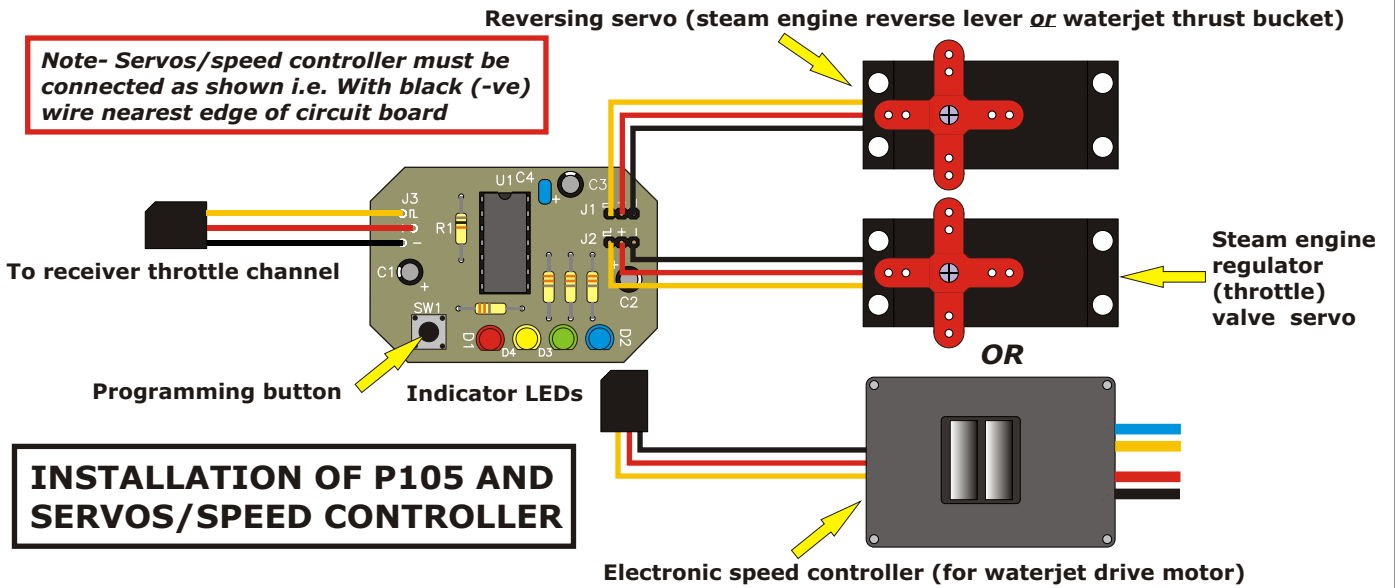 Reversing servo (steam engine reverse lever or waterjet thrust bucket)
Note- Servos/speed controller must be
connected as shown i.e. With black (-ve)
wire nearest edge of circuit board
U1
C4
+
C3
J3
R1
J1
J2
+
−
−
To receiver throttle channel
C1
+
+
C2
Steam engine
regulator
(throttle)
valve servo
SW1
D1
D4
D3
D2
OR
Programming button
Indicator LEDs
INSTALLATION OF P105 AND
SERVOS/SPEED CONTROLLER
Electronic speed controller (for waterjet drive motor)